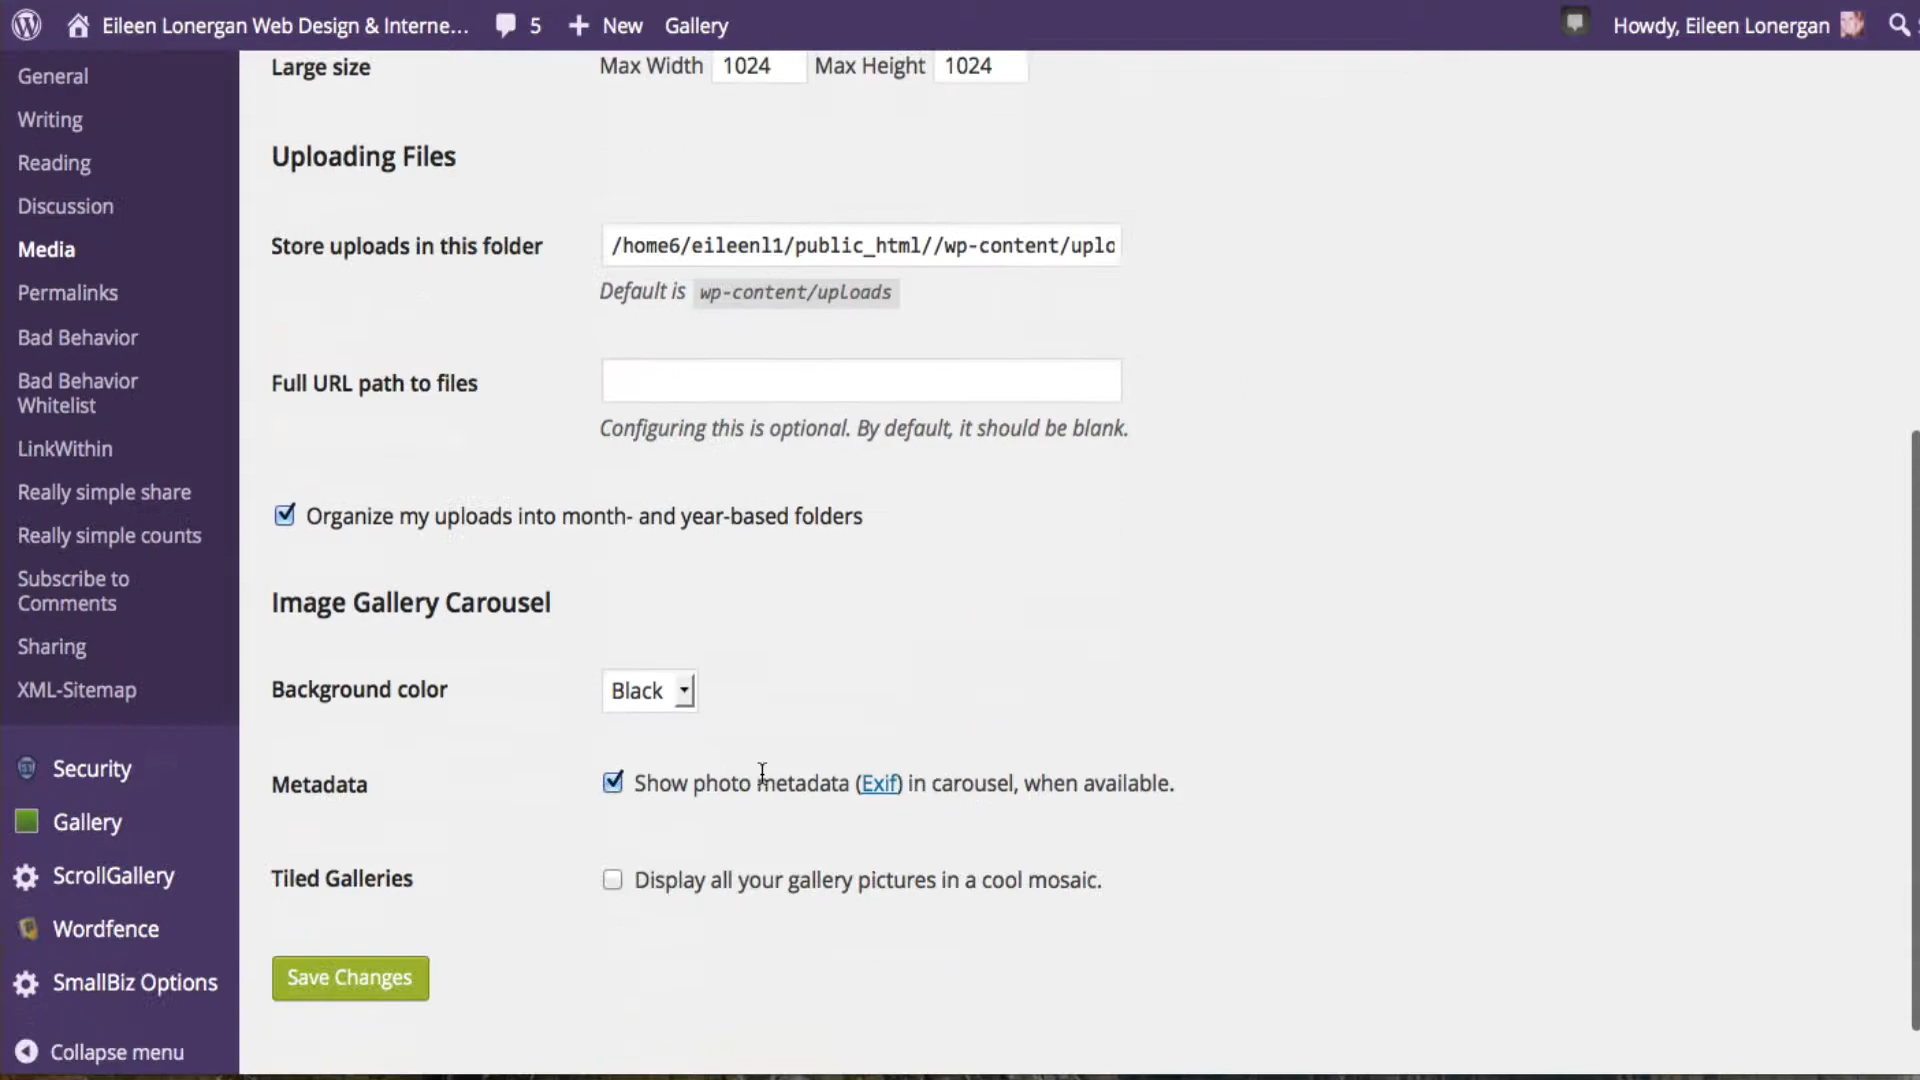 Eileen Lonergan Web Design & Interne... 5 New Gallery Howdy, Eileen Lonergan
General
Writing
Reading
Discussion
Media
Permalinks
Bad Behavior
Bad Behavior
Whitelist
LinkWithin
Really simple share
Really simple counts
Subscribe to
Comments
Sharing
XML-Sitemap
Security
Gallery
ScrollGallery
Wordfence
SmallBiz Options
Collapse menu
Large size Max Width 1024 Max Height 1024
Uploading Files
Store uploads in this folder /home6/eileenl1/public_html//wp-content/uplo
Default is wp-content/uploads
Full URL path to files
Configuring this is optional. By default, it should be blank.
Organize my uploads into month- and year-based folders
Image Gallery Carousel
Background color Black
Metadata Show photo metadata (Exif) in carousel, when available.
Tiled Galleries Display all your gallery pictures in a cool mosaic.
Save Changes